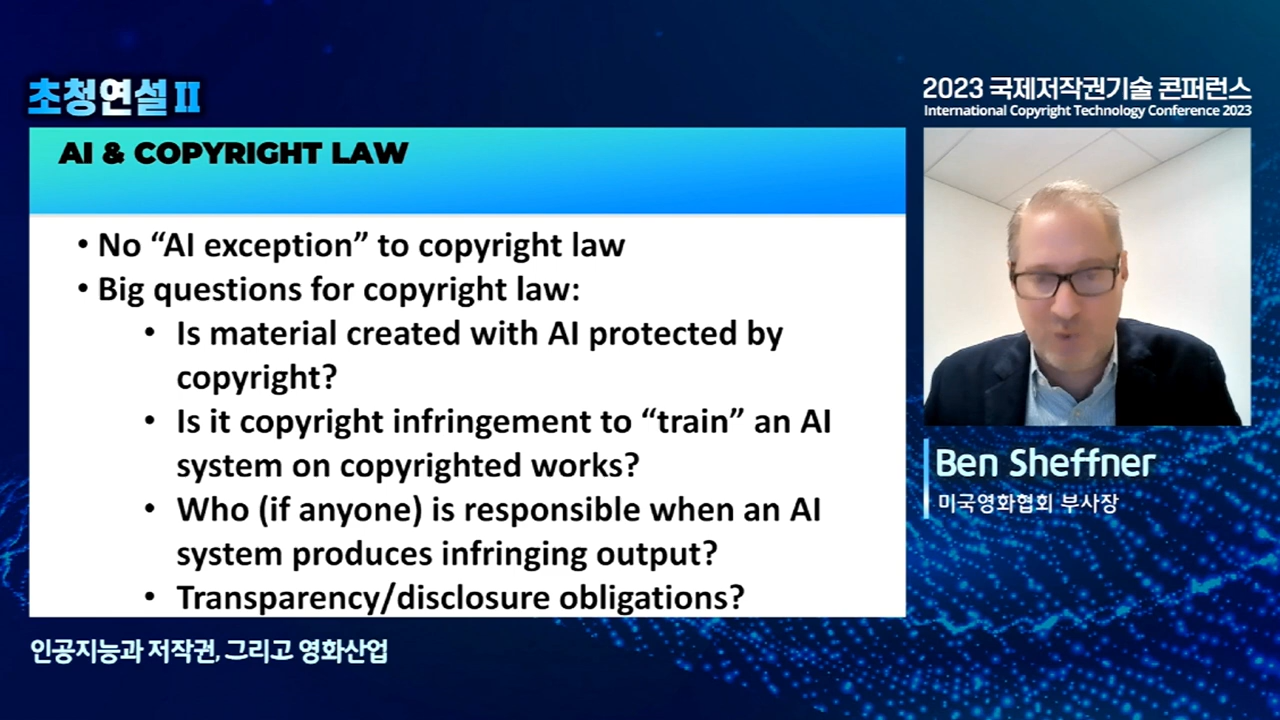 초청연설 II
2023 국제저작권기술 콘퍼런스
International Copyright Technology Conference 2023
AI & COPYRIGHT LAW
• No “AI exception” to copyright law
• Big questions for copyright law:
• Is material created with AI protected by
copyright?
• Is it copyright infringement to “train” an AI
system on copyrighted works?
• Who (if anyone) is responsible when an AI
system produces infringing output?
• Transparency/disclosure obligations?
Ben Sheffner
미국영화협회 부사장
인공지능과 저작권, 그리고 영화산업